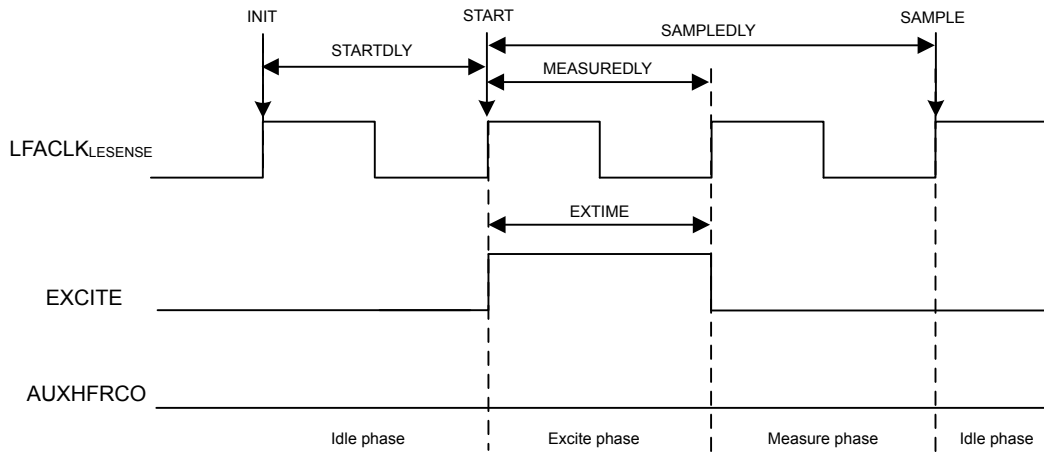 INIT
START
SAMPLE
STARTDLY
SAMPLEDLY
MEASUREDLY
LFACLKLESENSE
EXTIME
EXCITE
AUXHFRCO
Idle phase
Excite phase
Measure phase
Idle phase